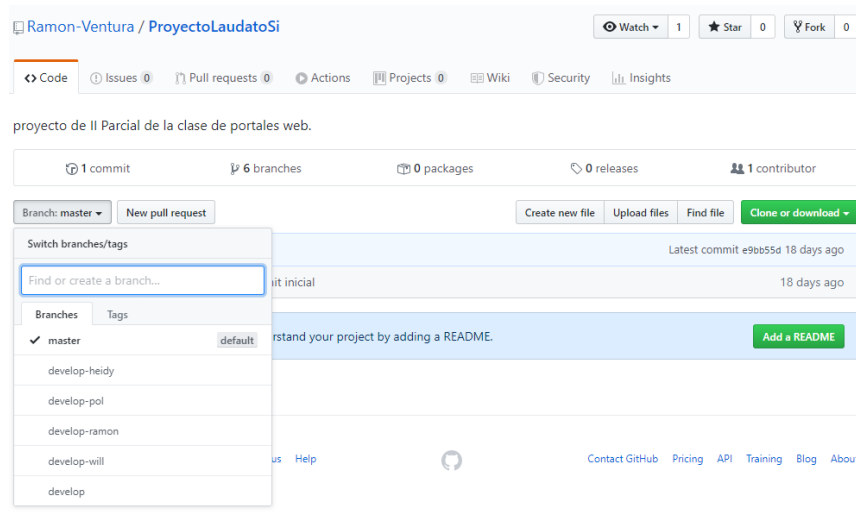 Ramon-Ventura / ProyectoLaudatoSi
Watch 1 Star 0 Fork 0
Code Issues 0 Pull requests 0 Actions Projects 0 Wiki Security Insights
proyecto de II Parcial de la clase de portales web.
1 commit 6 branches 0 packages 0 releases 1 contributor
Branch: master New pull request Create new file Upload files Find file Clone or download
Switch branches/tags
Latest commit e9bb55d 18 days ago
Find or create a branch...
it inicial 18 days ago
Branches Tags
master default
rstand your project by adding a README. Add a README
develop-heidy
develop-pol
develop-ramon
develop-will
us Help Contact GitHub Pricing API Training Blog About
develop